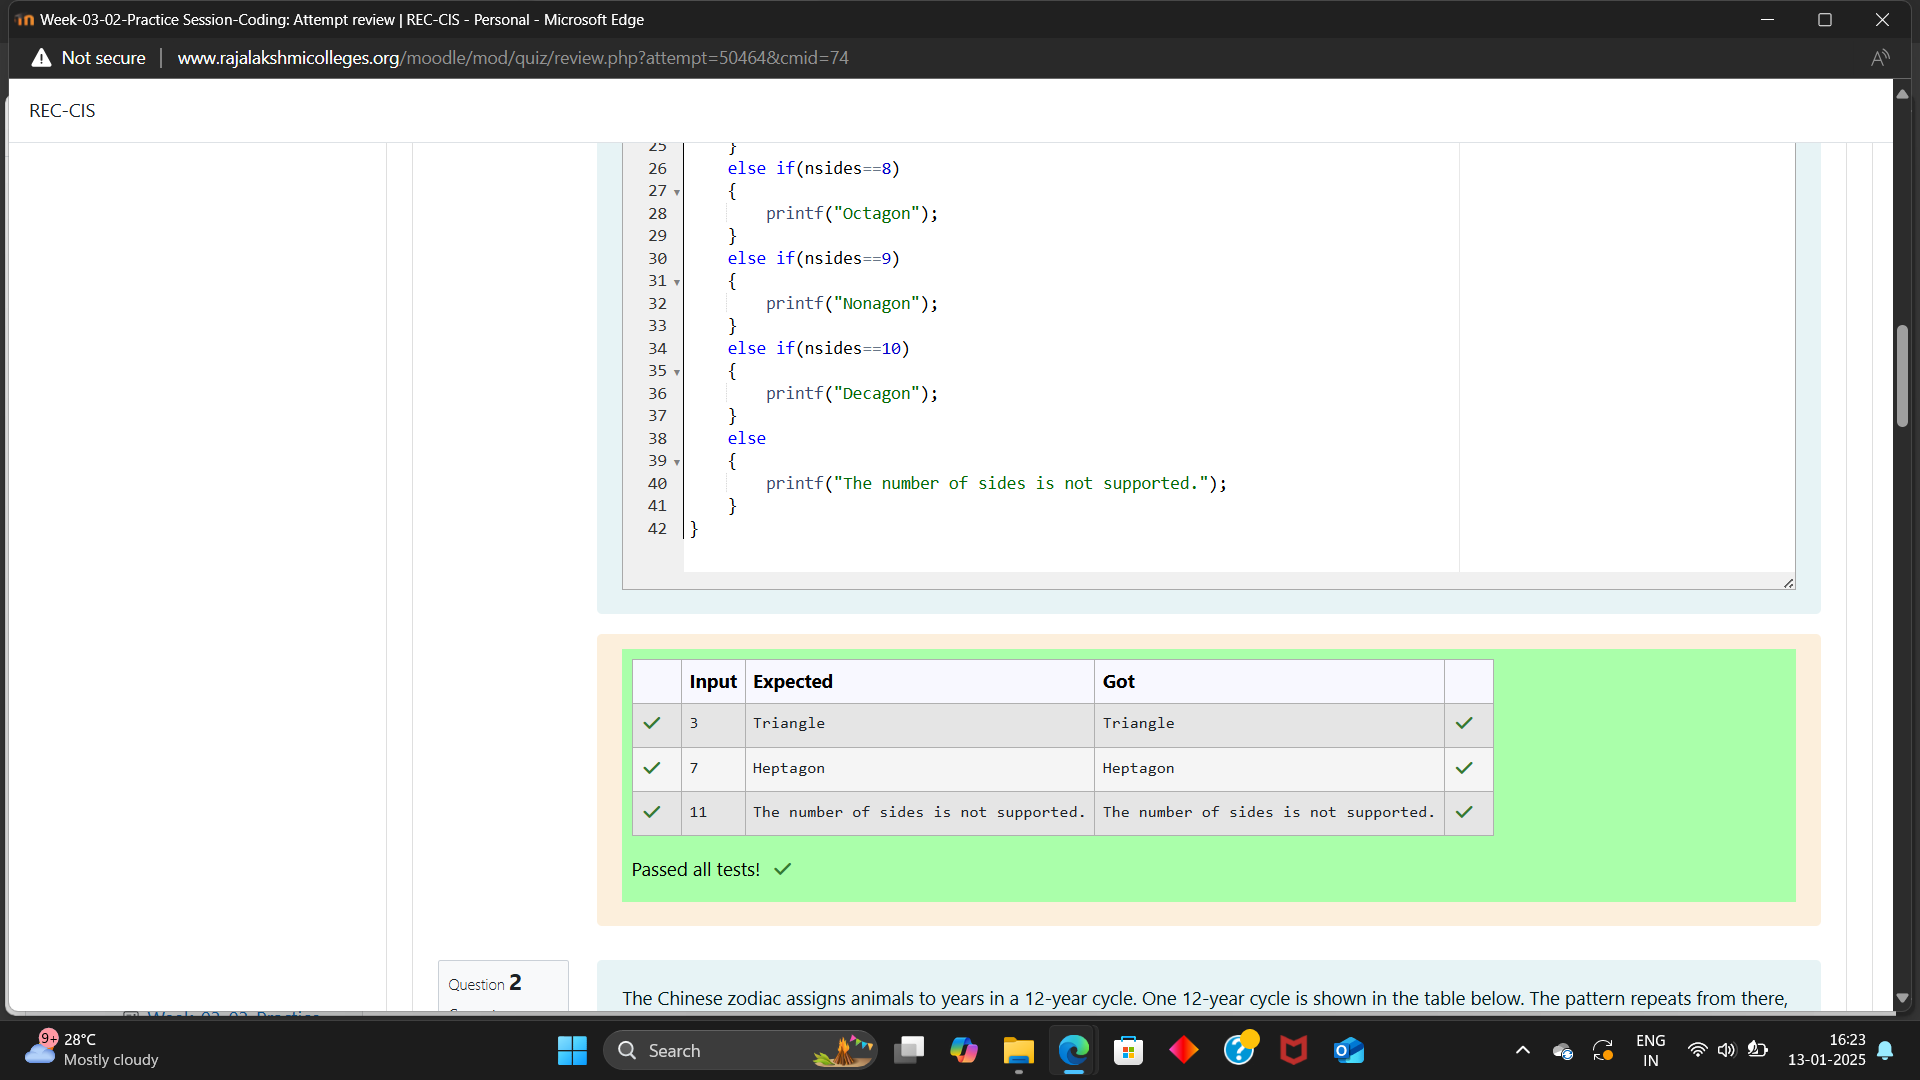 Week-03-02-Practice Session-Coding: Attempt review | REC-CIS - Personal - Microsoft Edge
Not secure | www.rajalakshmicolleges.org/moodle/mod/quiz/review.php?attempt=50464&cmid=74
REC-CIS
25 }
26 else if(nsides==8)
27 {
28 printf("Octagon");
29 }
30 else if(nsides==9)
31 {
32 printf("Nonagon");
33 }
34 else if(nsides==10)
35 {
36 printf("Decagon");
37 }
38 else
39 {
40 printf("The number of sides is not supported.");
41 }
42 }
Input Expected Got
3 Triangle Triangle
7 Heptagon Heptagon
11 The number of sides is not supported. The number of sides is not supported.
Passed all tests!
Question 2
The Chinese zodiac assigns animals to years in a 12-year cycle. One 12-year cycle is shown in the table below. The pattern repeats from there,
9+
28°C
Mostly cloudy
Search
ENG
IN
16:23
13-01-2025